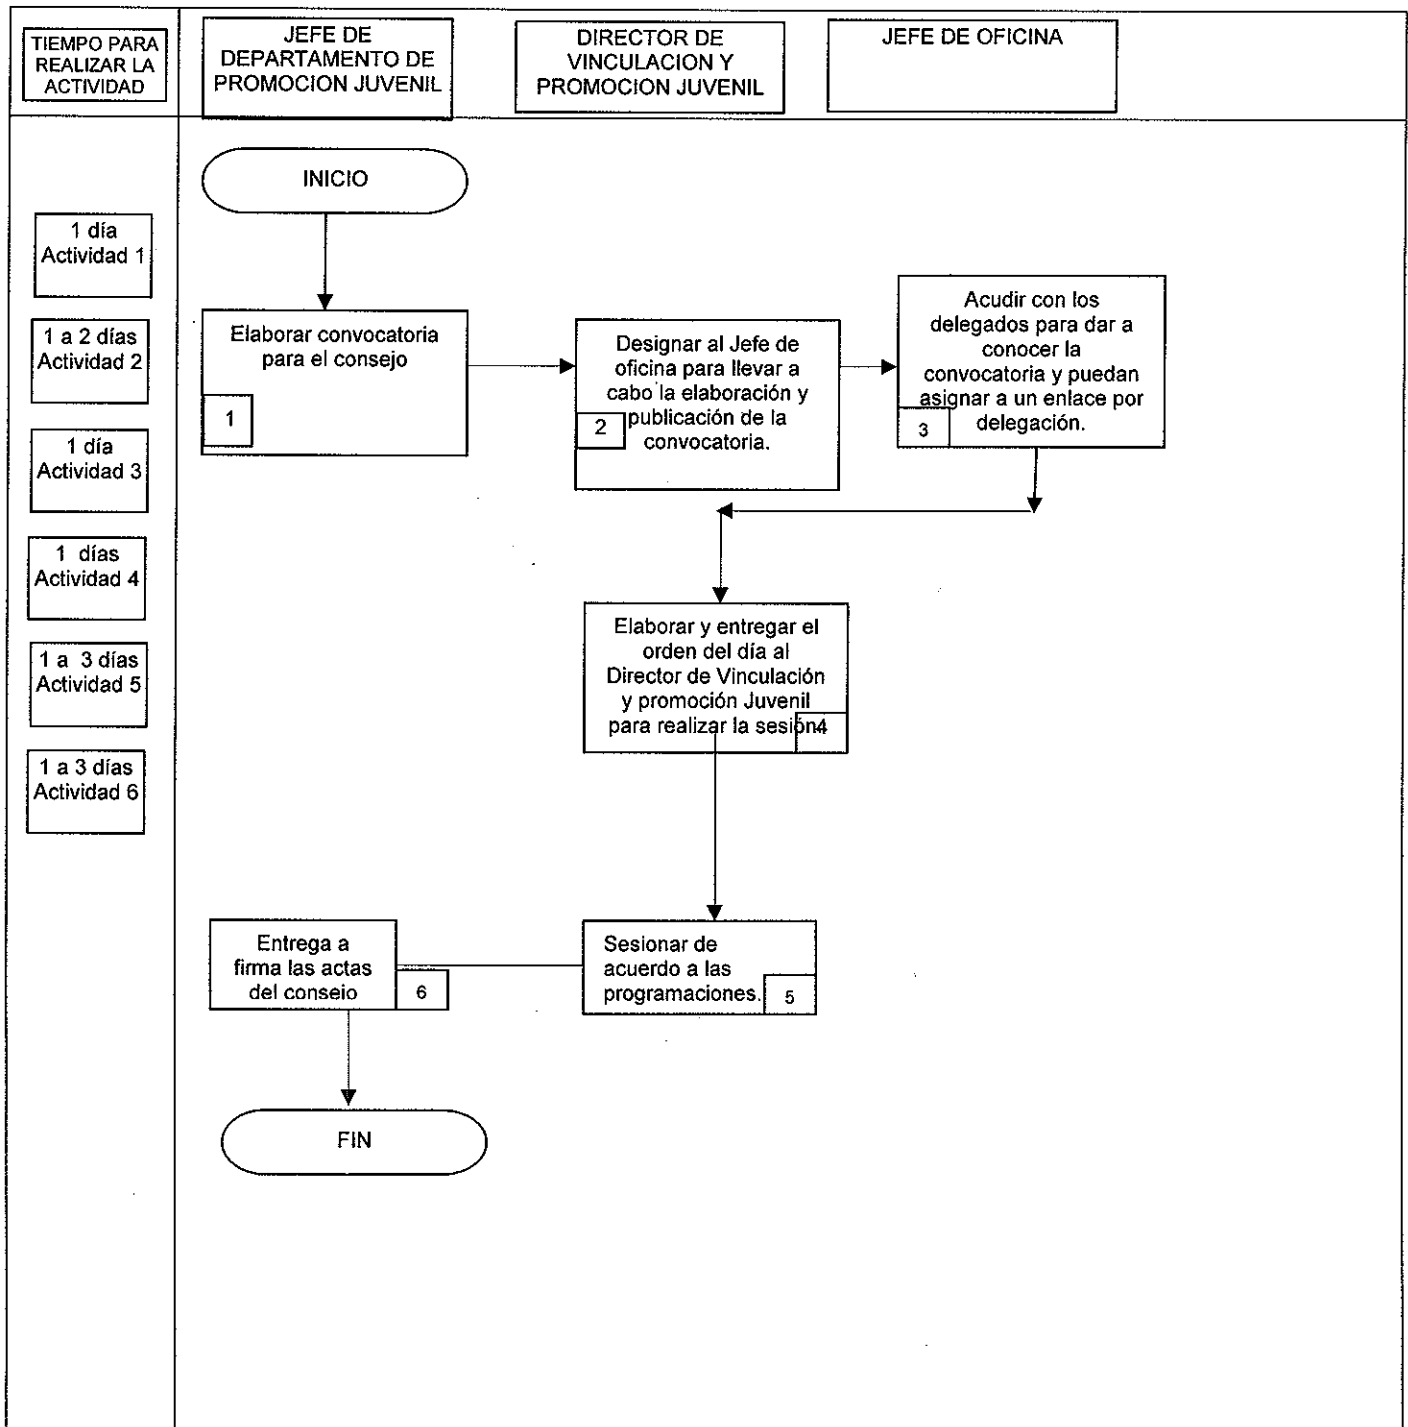 TIEMPO PARA
REALIZAR LA
ACTIVIDAD
JEFE DE
DEPARTAMENTO DE
PROMOCION JUVENIL
DIRECTOR DE
VINCULACION Y
PROMOCION JUVENIL
JEFE DE OFICINA
INICIO
1 día
Actividad 1
1 a 2 días
Actividad 2
1 día
Actividad 3
1 días
Actividad 4
1 a 3 días
Actividad 5
1 a 3 días
Actividad 6
Elaborar convocatoria
para el consejo
1
Designar al Jefe de
oficina para llevar a
cabo la elaboración y
publicación de la
convocatoria.
2
Acudir con los
delegados para dar a
conocer la
convocatoria y puedan
asignar a un enlace por
delegación.
3
Elaborar y entregar el
orden del día al
Director de Vinculación
y promoción Juvenil
para realizar la sesión
4
Sesionar de
acuerdo a las
programaciones.
5
Entrega a
firma las actas
del consejo
6
FIN